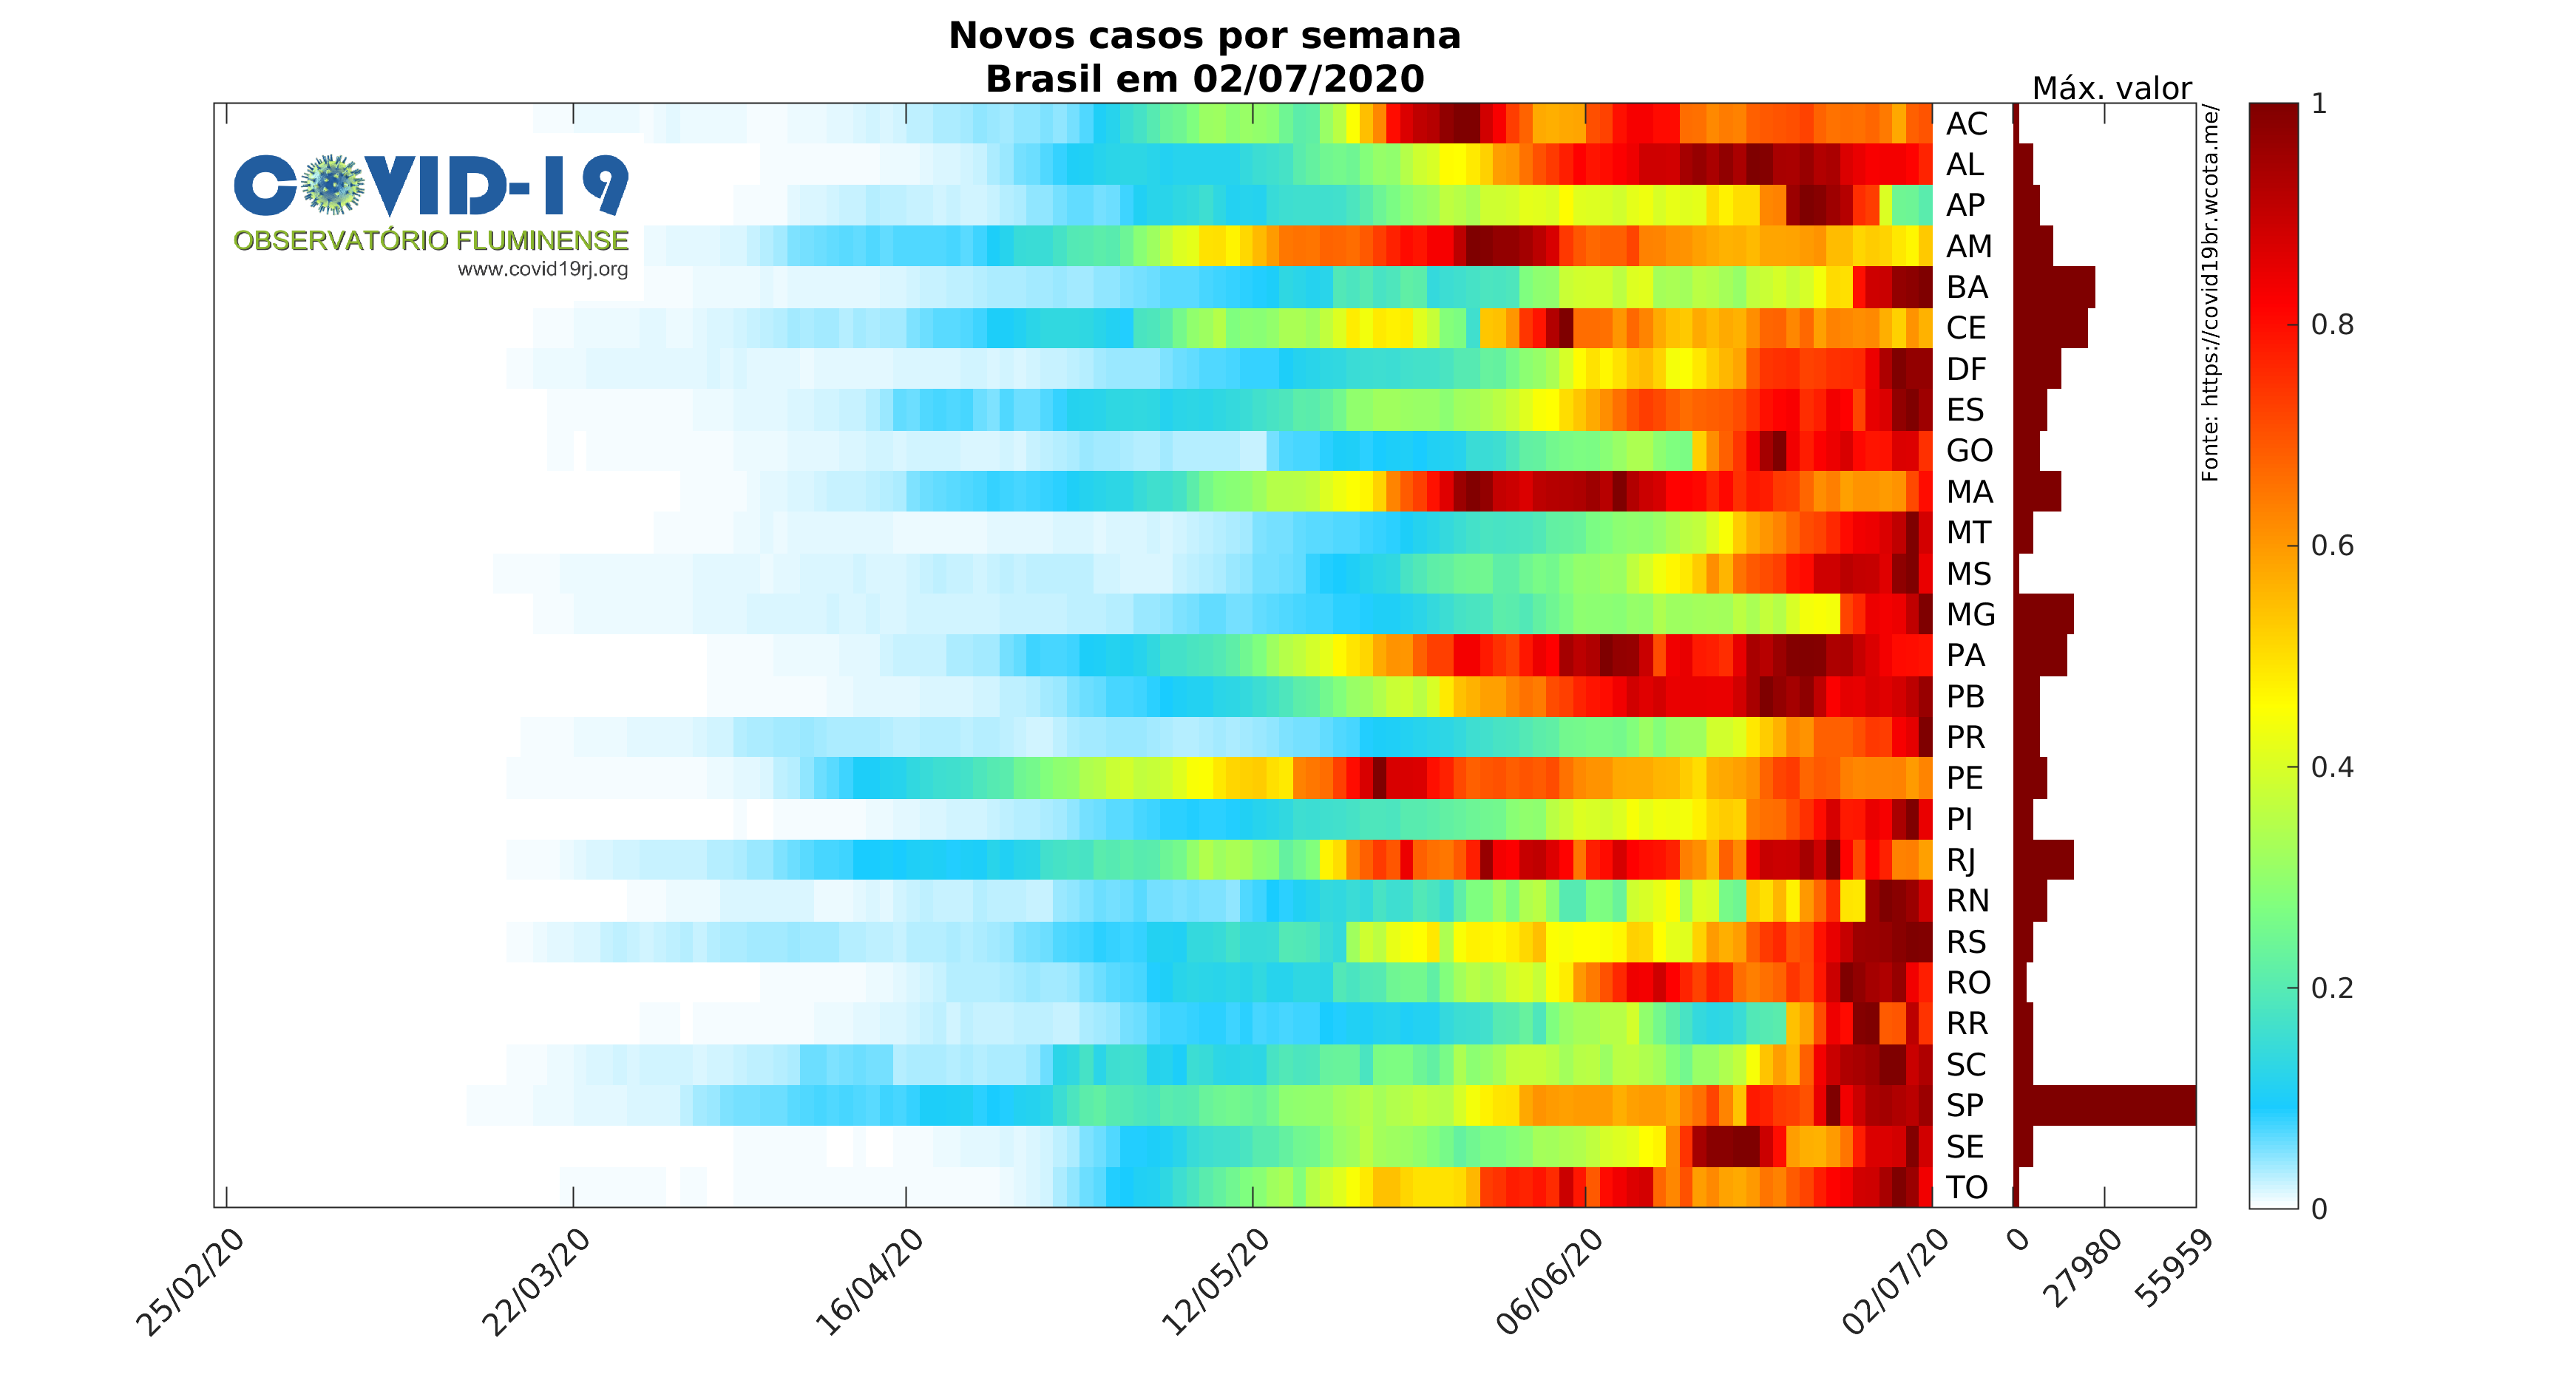 Novos casos por semana
Brasil em 02/07/2020
Máx. valor
COVID-19
OBSERVATÓRIO FLUMINENSE
www.covid19rj.org
AC
AL
AP
AM
BA
CE
DF
ES
GO
MA
MT
MS
MG
PA
PB
PR
PE
PI
RJ
RN
RS
RO
RR
SC
SP
SE
TO
Fonte: https://covid19br.wcota.me/
1
0.8
0.6
0.4
0.2
0
25/02/20
22/03/20
16/04/20
12/05/20
06/06/20
02/07/20
0
27980
55959